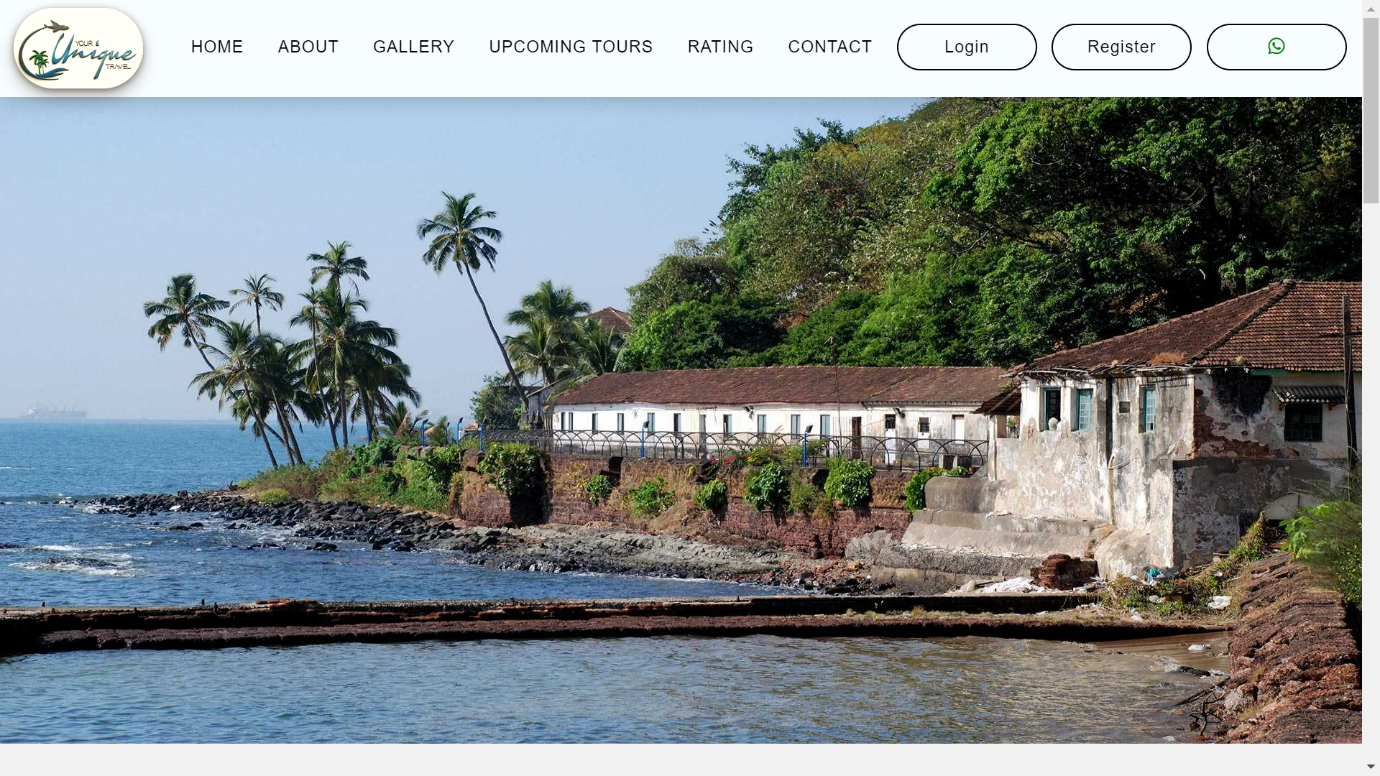 YOUR &
Unique
TRAVEL
HOME ABOUT GALLERY UPCOMING TOURS RATING CONTACT Login Register